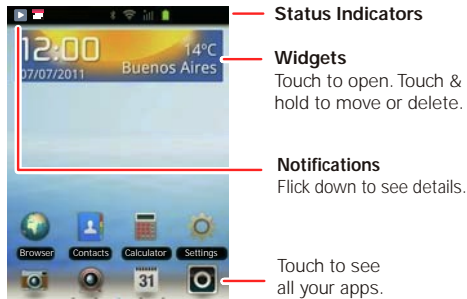 Status Indicators
12:00
14°C
07/07/2011
Buenos Aires
Widgets
Touch to open. Touch &
hold to move or delete.
Notifications
Flick down to see details.
Browser
Contacts
Calculator
Settings
31
Touch to see
all your apps.